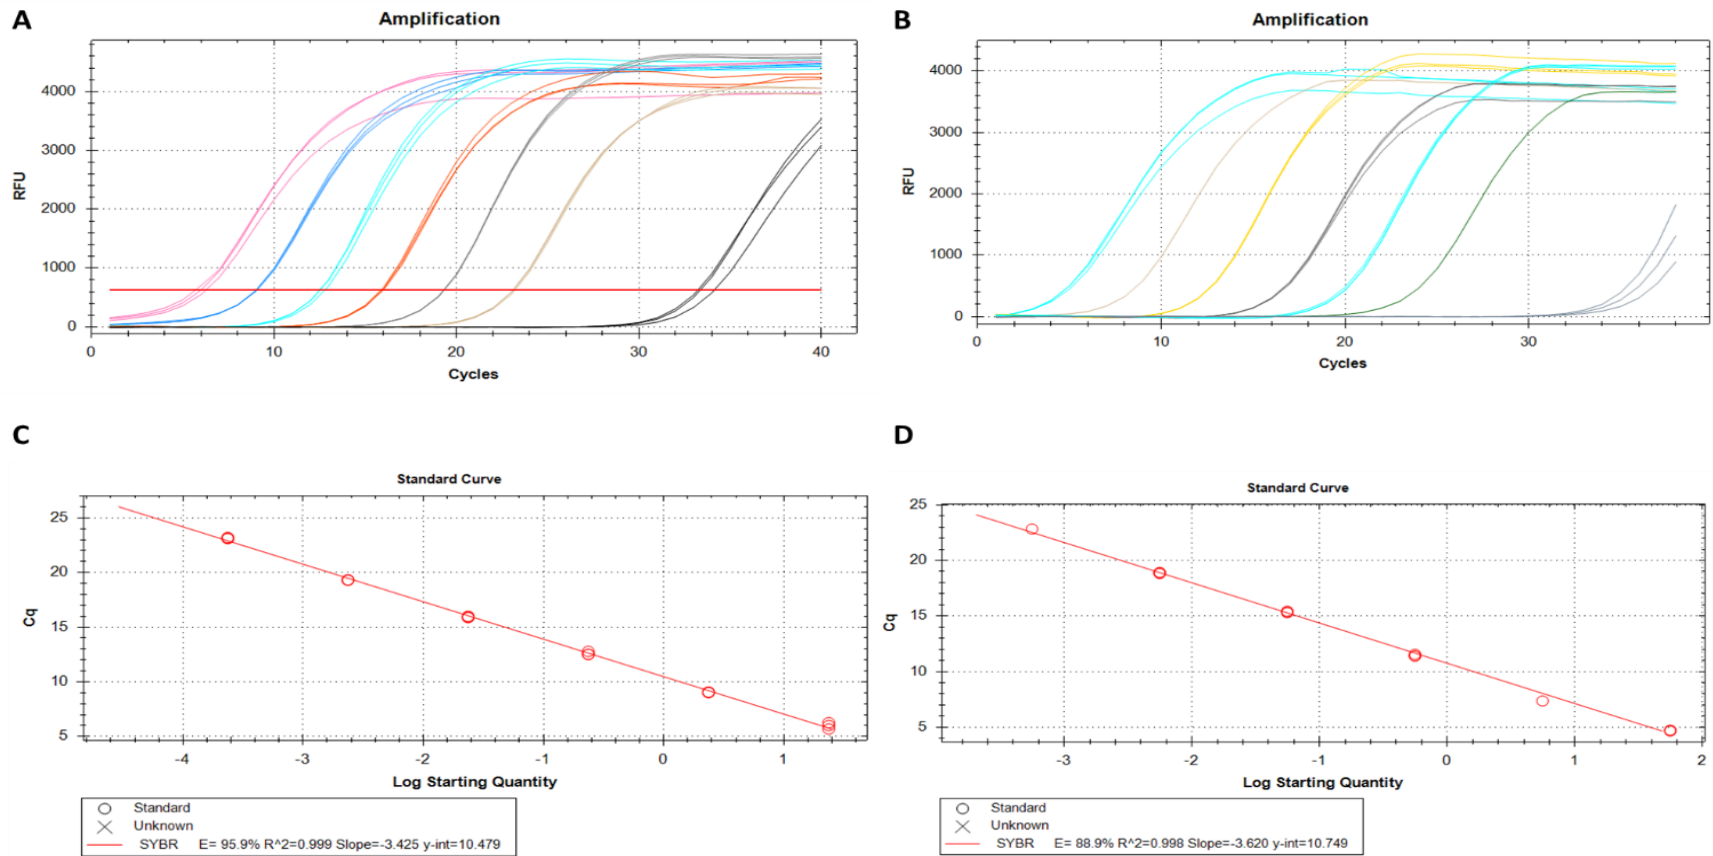 A
Amplification
RFU
4000
3000
2000
1000
0
0
10
20
30
40
Cycles
B
Amplification
RFU
4000
3000
2000
1000
0
0
10
20
30
Cycles
C
Standard Curve
Cq
25
20
15
10
5
-4
-3
-2
-1
0
1
Log Starting Quantity
Standard
Unknown
SYBR E= 95.9% R^2=0.999 Slope=-3.425 y-int=10.479
D
Standard Curve
Cq
25
20
15
10
5
-3
-2
-1
0
1
2
Log Starting Quantity
Standard
Unknown
SYBR E= 88.9% R^2=0.998 Slope=-3.620 y-int=10.749